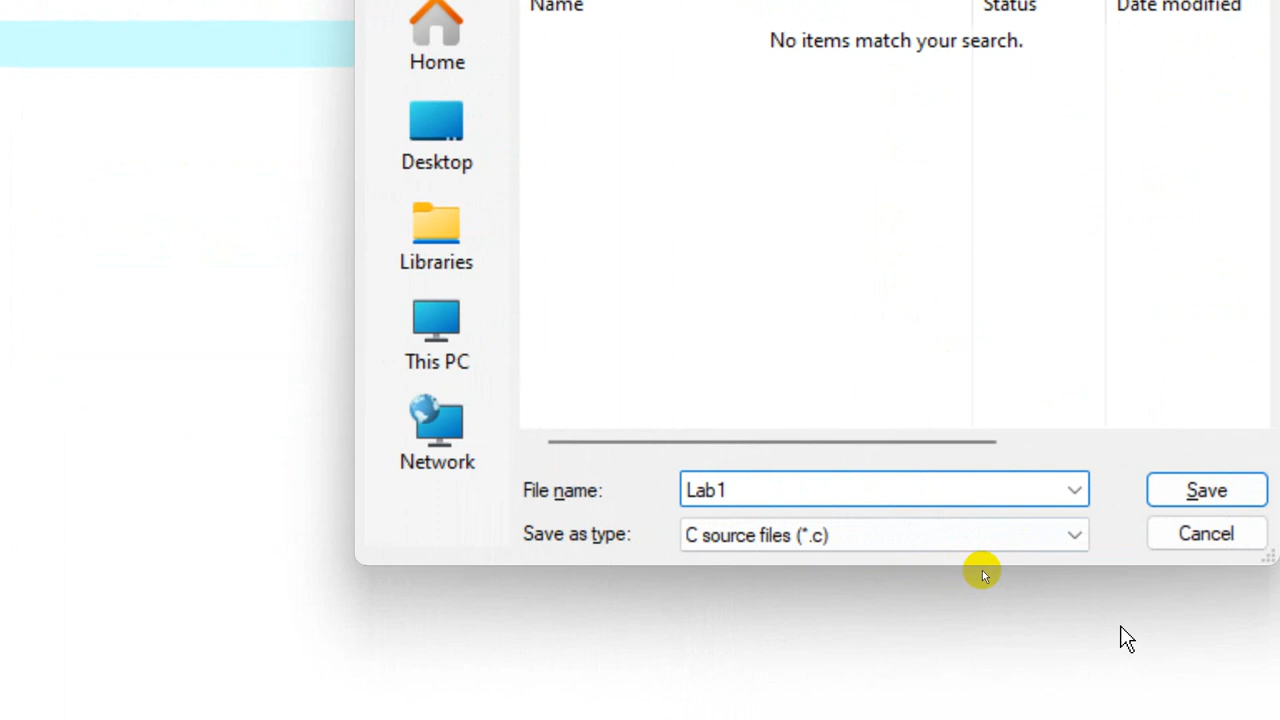 Name Status Date modified
No items match your search.
Home
Desktop
Libraries
This PC
Network
File name: Lab1 Save
Save as type: C source files (*.c) Cancel